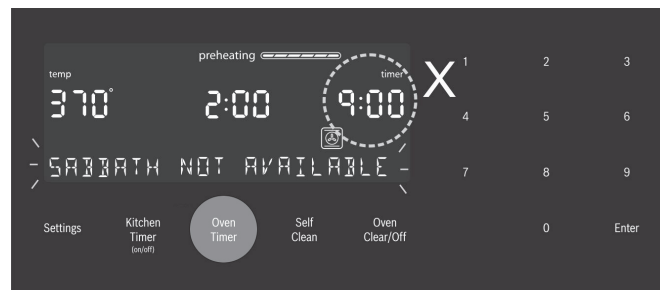 preheating
temp
timer
370°
2:00
9:00
X
1 2 3
4 5 6
SABBATH NOT AVAILABLE
7 8 9
Settings
Kitchen
Timer
(on/off)
Oven
Timer
Self
Clean
Oven
Clear/Off
0
Enter